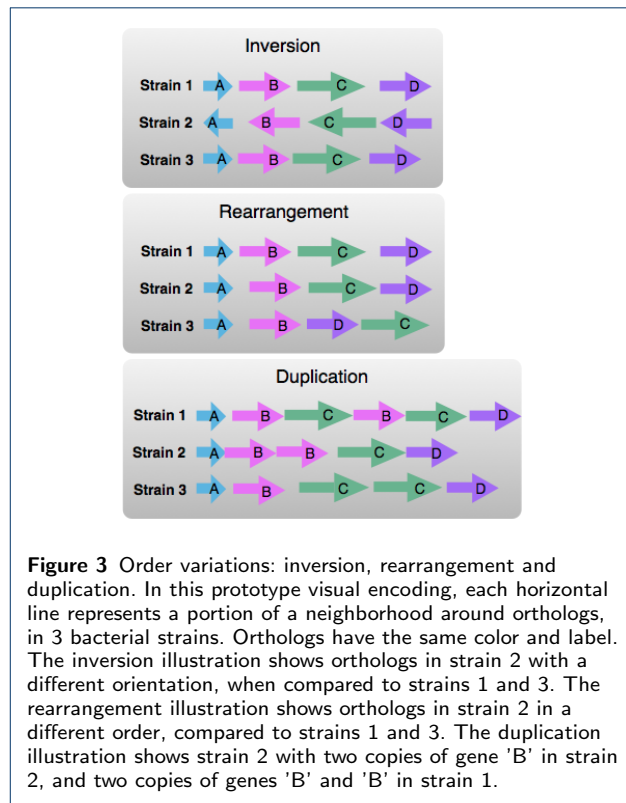 Inversion
Strain 1 A B C D
Strain 2 A B C D
Strain 3 A B C D
Rearrangement
Strain 1 A B C D
Strain 2 A B C D
Strain 3 A B D C
Duplication
Strain 1 A B C B C D
Strain 2 A B B C D
Strain 3 A B C C D
Figure 3 Order variations: inversion, rearrangement and
duplication. In this prototype visual encoding, each horizontal
line represents a portion of a neighborhood around orthologs,
in 3 bacterial strains. Orthologs have the same color and label.
The inversion illustration shows orthologs in strain 2 with a
different orientation, when compared to strains 1 and 3. The
rearrangement illustration shows orthologs in strain 2 in a
different order, compared to strains 1 and 3. The duplication
illustration shows strain 2 with two copies of gene 'B' in strain
2, and two copies of genes 'B' and 'B' in strain 1.